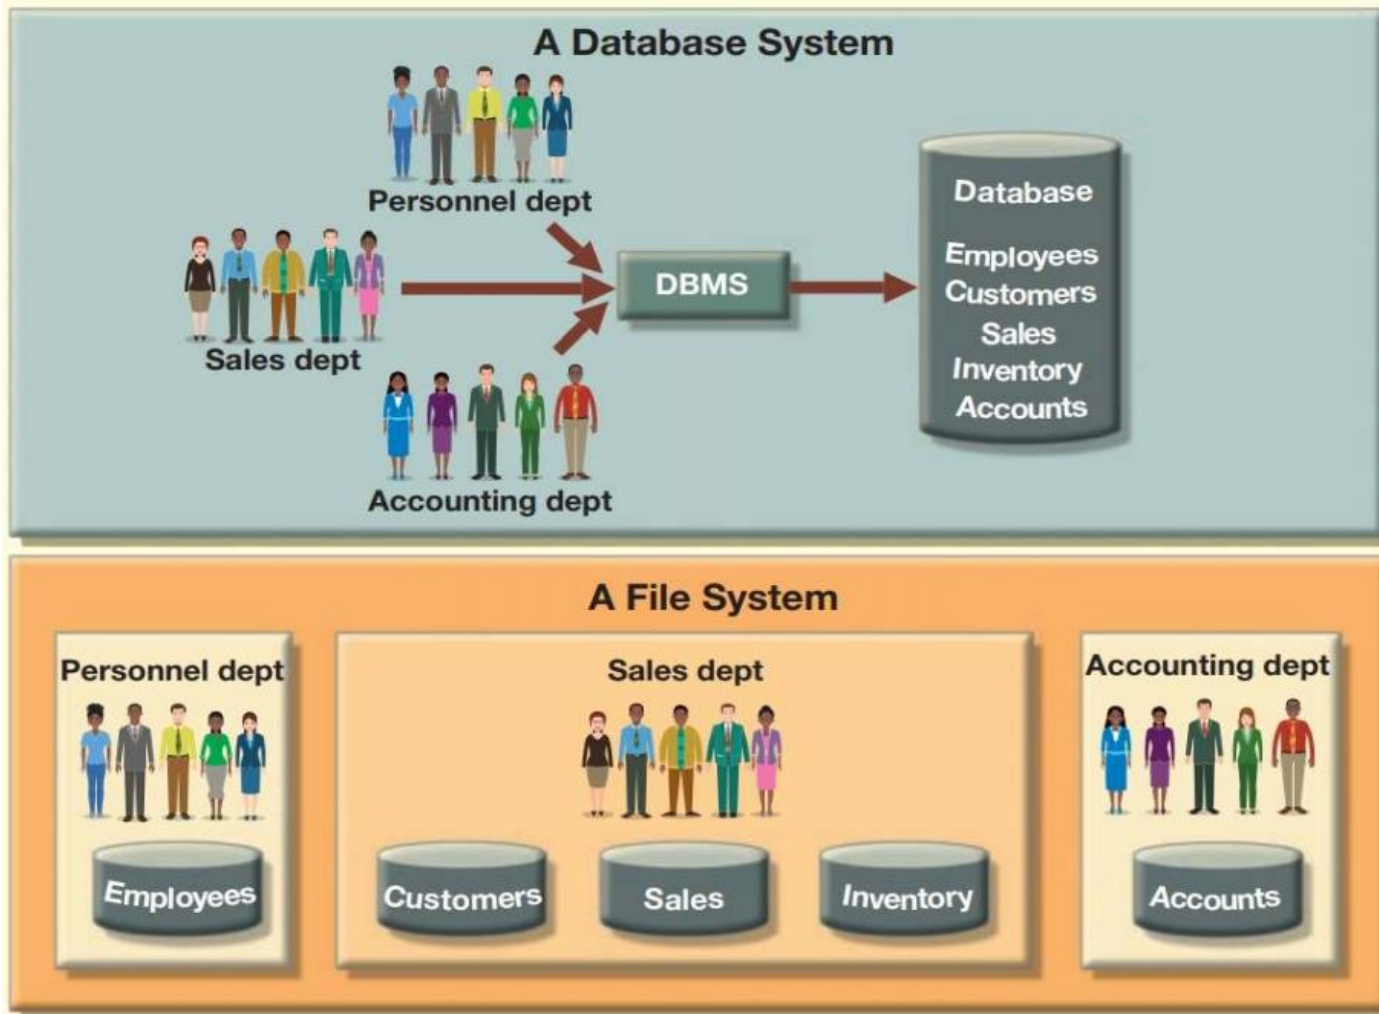 A Database System
Personnel dept
Sales dept
Accounting dept
DBMS
Database
Employees
Customers
Sales
Inventory
Accounts
A File System
Personnel dept
Employees
Sales dept
Customers
Sales
Inventory
Accounting dept
Accounts